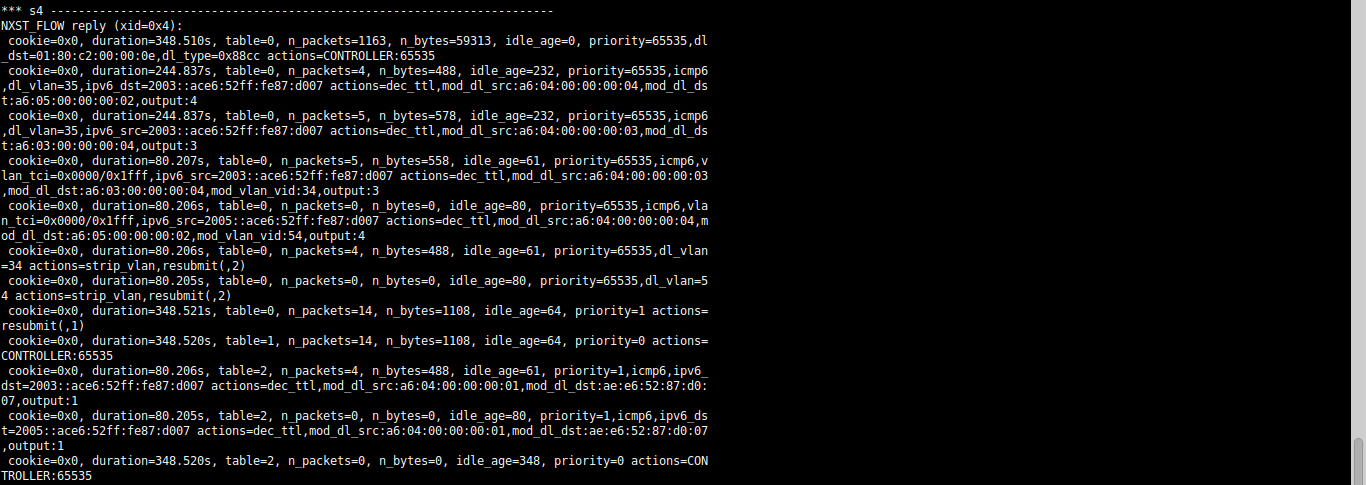 *** s4 ------------------------------------------------------------------------
NXST_FLOW reply (xid=0x4):
 cookie=0x0, duration=348.510s, table=0, n_packets=1163, n_bytes=59313, idle_age=0, priority=65535,dl
_dst=01:80:c2:00:00:0e,dl_type=0x88cc actions=CONTROLLER:65535
 cookie=0x0, duration=244.837s, table=0, n_packets=4, n_bytes=488, idle_age=232, priority=65535,icmp6
,dl_vlan=35,ipv6_dst=2003::ace6:52ff:fe87:d007 actions=dec_ttl,mod_dl_src:a6:04:00:00:00:04,mod_dl_ds
t:a6:05:00:00:00:02,output:4
 cookie=0x0, duration=244.837s, table=0, n_packets=5, n_bytes=578, idle_age=232, priority=65535,icmp6
,dl_vlan=35,ipv6_src=2003::ace6:52ff:fe87:d007 actions=dec_ttl,mod_dl_src:a6:04:00:00:00:03,mod_dl_ds
t:a6:03:00:00:00:04,output:3
 cookie=0x0, duration=80.207s, table=0, n_packets=5, n_bytes=558, idle_age=61, priority=65535,icmp6,v
lan_tci=0x0000/0x1fff,ipv6_src=2003::ace6:52ff:fe87:d007 actions=dec_ttl,mod_dl_src:a6:04:00:00:00:03
,mod_dl_dst:a6:03:00:00:00:04,mod_vlan_vid:34,output:3
 cookie=0x0, duration=80.206s, table=0, n_packets=0, n_bytes=0, idle_age=80, priority=65535,icmp6,vla
n_tci=0x0000/0x1fff,ipv6_src=2005::ace6:52ff:fe87:d007 actions=dec_ttl,mod_dl_src:a6:04:00:00:00:04,m
od_dl_dst:a6:05:00:00:00:02,mod_vlan_vid:54,output:4
 cookie=0x0, duration=80.206s, table=0, n_packets=4, n_bytes=488, idle_age=61, priority=65535,dl_vlan
=34 actions=strip_vlan,resubmit(,2)
 cookie=0x0, duration=80.205s, table=0, n_packets=0, n_bytes=0, idle_age=80, priority=65535,dl_vlan=5
4 actions=strip_vlan,resubmit(,2)
 cookie=0x0, duration=348.521s, table=0, n_packets=14, n_bytes=1108, idle_age=64, priority=1 actions=
resubmit(,1)
 cookie=0x0, duration=348.520s, table=1, n_packets=14, n_bytes=1108, idle_age=64, priority=0 actions=
CONTROLLER:65535
 cookie=0x0, duration=80.206s, table=2, n_packets=4, n_bytes=488, idle_age=61, priority=1,icmp6,ipv6_
dst=2003::ace6:52ff:fe87:d007 actions=dec_ttl,mod_dl_src:a6:04:00:00:00:01,mod_dl_dst:ae:e6:52:87:d0:
07,output:1
 cookie=0x0, duration=80.205s, table=2, n_packets=0, n_bytes=0, idle_age=80, priority=1,icmp6,ipv6_ds
t=2005::ace6:52ff:fe87:d007 actions=dec_ttl,mod_dl_src:a6:04:00:00:00:01,mod_dl_dst:ae:e6:52:87:d0:07
,output:1
 cookie=0x0, duration=348.520s, table=2, n_packets=0, n_bytes=0, idle_age=348, priority=0 actions=CON
TROLLER:65535